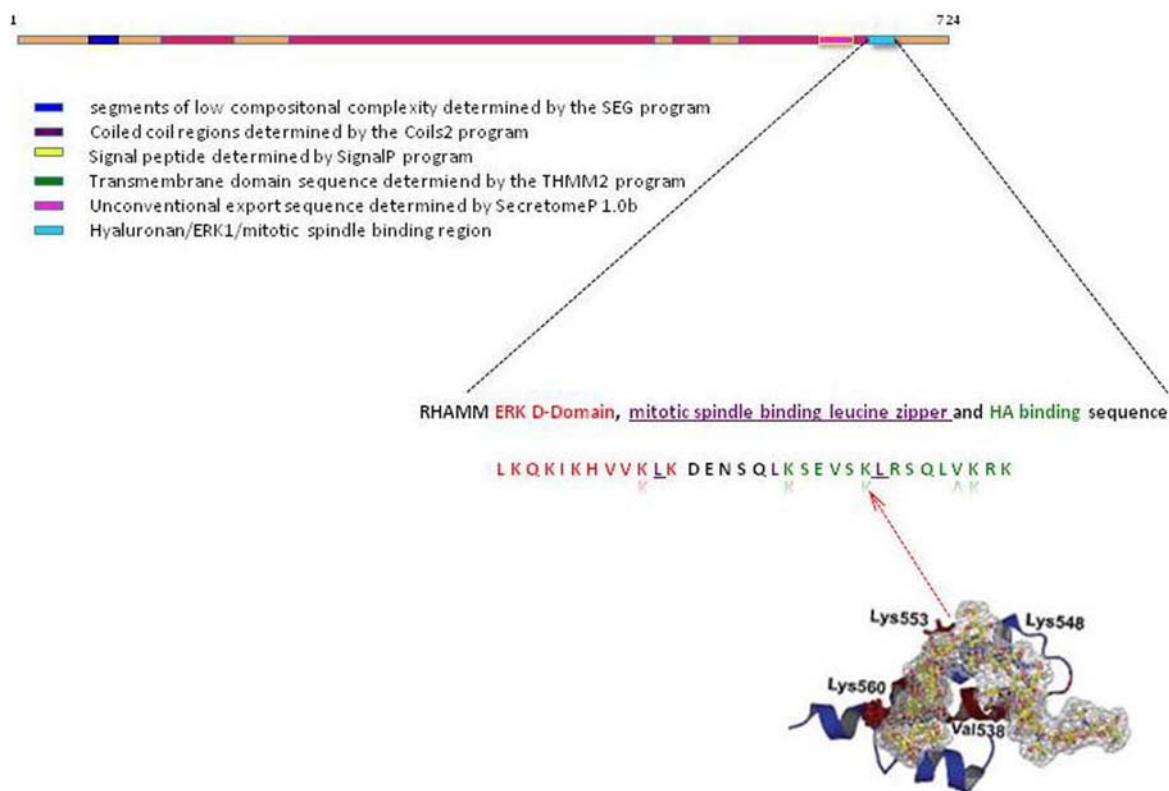 1 724
segments of low compositonal complexity determined by the SEG program
Coiled coil regions determined by the Coils2 program
Signal peptide determined by SignalP program
Transmembrane domain sequence determiend by the THMM2 program
Unconventional export sequence determined by SecretomeP 1.0b
Hyaluronan/ERK1/mitotic spindle binding region
RHAMM ERK D-Domain, mitotic spindle binding leucine zipper and HA binding sequence
L K Q K I K H V V K L K D E N S Q L K S E V S K L R S Q L V K R K
Lys553 Lys548
Lys560
Val538